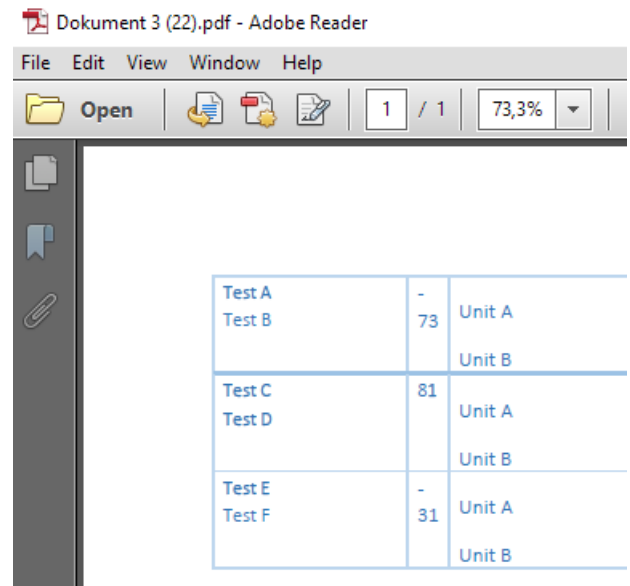 Dokument 3 (22).pdf - Adobe Reader
File Edit View Window Help
Open 1 / 1 73,3%
Test A
Test B
-
73
Unit A
Unit B
Test C
Test D
81
Unit A
Unit B
Test E
Test F
-
31
Unit A
Unit B